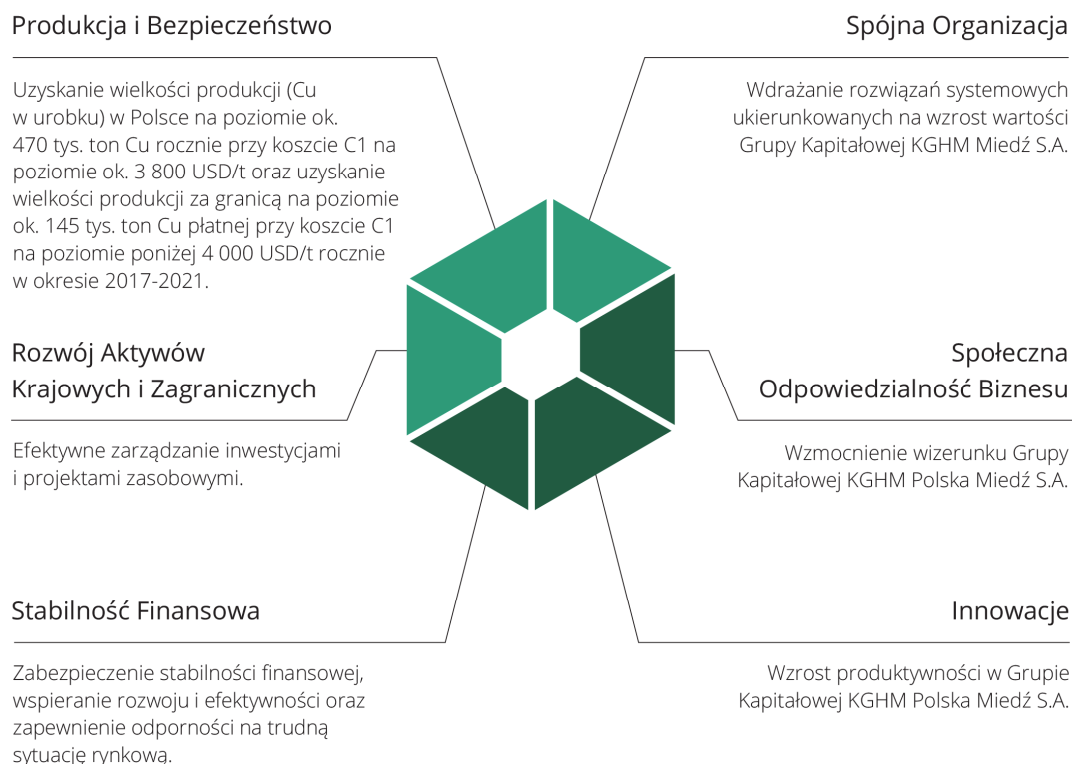 Produkcja i Bezpieczeństwo
Uzyskanie wielkości produkcji (Cu
w urobku) w Polsce na poziomie ok.
470 tys. ton Cu rocznie przy koszcie C1 na
poziomie ok. 3 800 USD/t oraz uzyskanie
wielkości produkcji za granicą na poziomie
ok. 145 tys. ton Cu płatnej przy koszcie C1
na poziomie poniżej 4 000 USD/t rocznie
w okresie 2017-2021.
Spójna Organizacja
Wdrażanie rozwiązań systemowych
ukierunkowanych na wzrost wartości
Grupy Kapitałowej KGHM Miedź S.A.
Rozwój Aktywów
Krajowych i Zagranicznych
Efektywne zarządzanie inwestycjami
i projektami zasobowymi.
Społeczna
Odpowiedzialność Biznesu
Wzmocnienie wizerunku Grupy
Kapitałowej KGHM Polska Miedź S.A.
Stabilność Finansowa
Zabezpieczenie stabilności finansowej,
wspieranie rozwoju i efektywności oraz
zapewnienie odporności na trudną
sytuację rynkową.
Innowacje
Wzrost produktywności w Grupie
Kapitałowej KGHM Polska Miedź S.A.